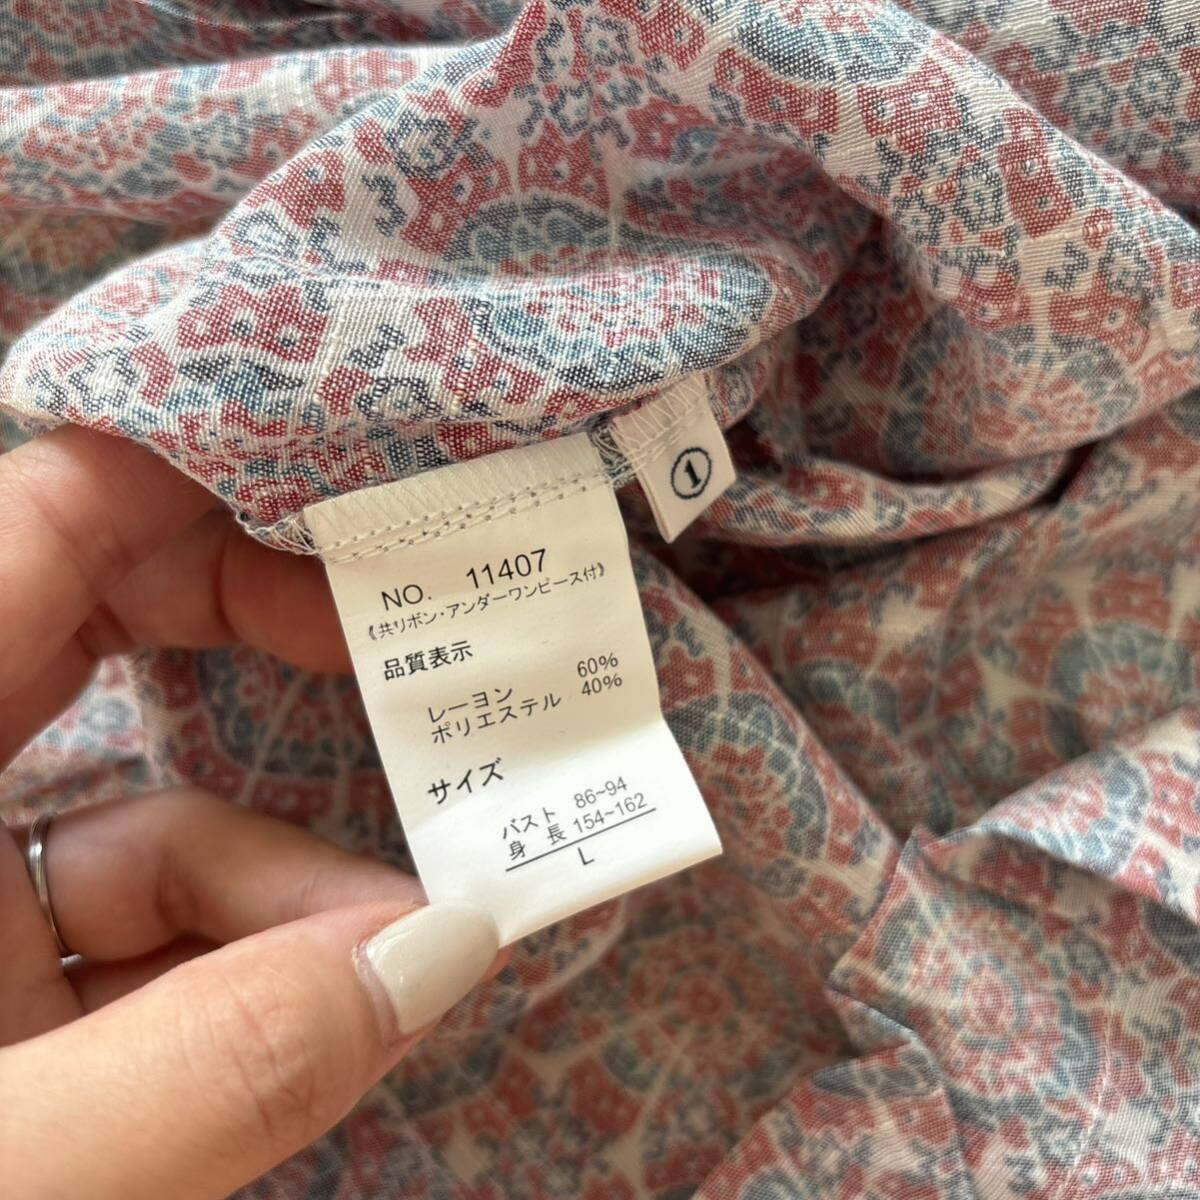 ①
NO. 11407
《共リボン・アンダーワンピース付》
品質表示
レーヨン 60%
ポリエステル 40%
サイズ
バスト 86~94
身 長 154~162
L